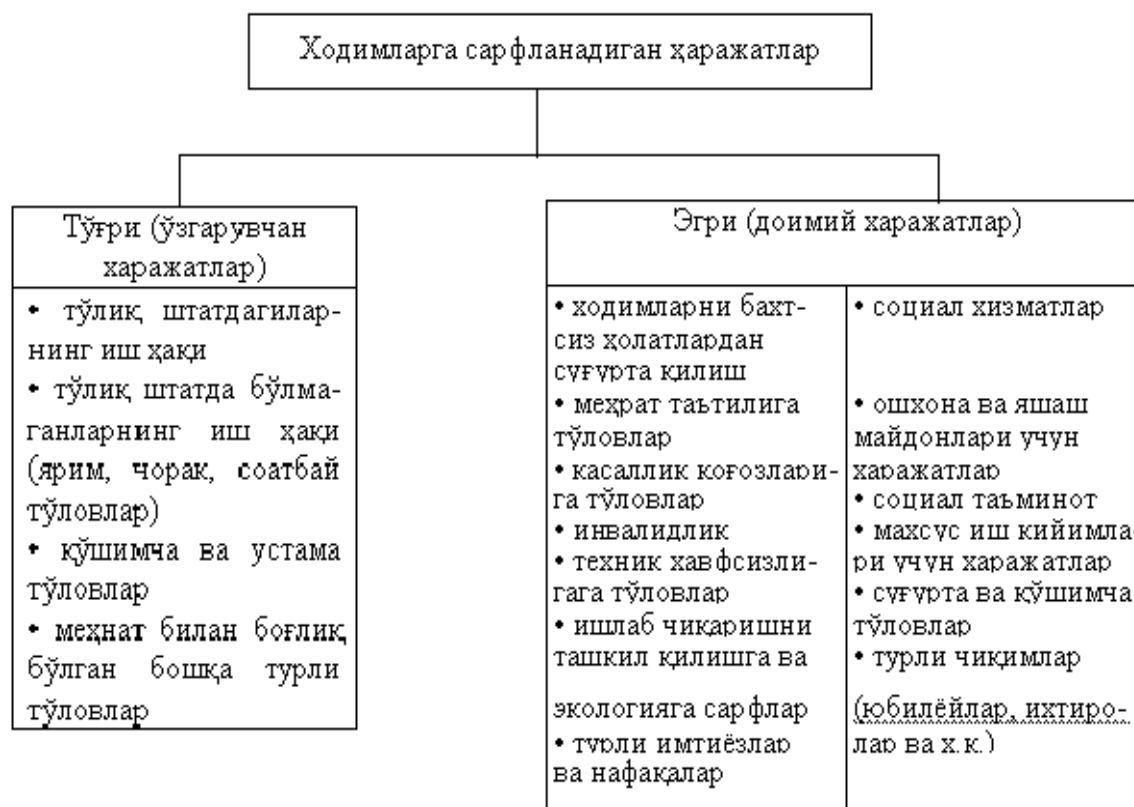 Ходимларга сарфланадиган ҳаражатлар
Тўғри (ўзгарувчан
харажатлар)
• тўлиқ штатдагилар-
нинг иш ҳақи
• тўлиқ штатда бўлма-
ганларнинг иш ҳақи
(ярим, чорак, соатбай
тўловлар)
• қўшимча ва устама
тўловлар
• меҳнат билан боғлиқ
бўлган бошқа турли
тўловлар
Эгри (доимий харажатлар)
• ходимларни бахт-
сиз ҳолатлардан
суғурта қилиш
• меҳрат таътилига
тўловлар
• касаллик коғозлари-
га тўловлар
• инвалидлик
• техник хавфсизли-
гага тўловлар
• ишлаб чиқаришни
ташкил қилишга ва
экологияга сарфлар
• турли имтиёзлар
ва нафақалар
• социал хизматлар
• ошхона ва яшаш
майдонлари учун
харажатлар
• социал таьминот
• махсус иш кийимла-
ри учун харажатлар
• суғурта ва қўшимча
тўловлар
• турли чиқимлар
(юбилёйлар, ихтиро-
лар ва х.к.)